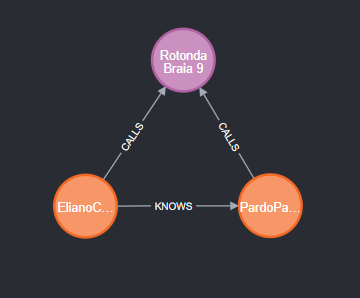 Rotonda
Braia 9
CALLS
CALLS
ElianoC...
KNOWS
PardoPa...